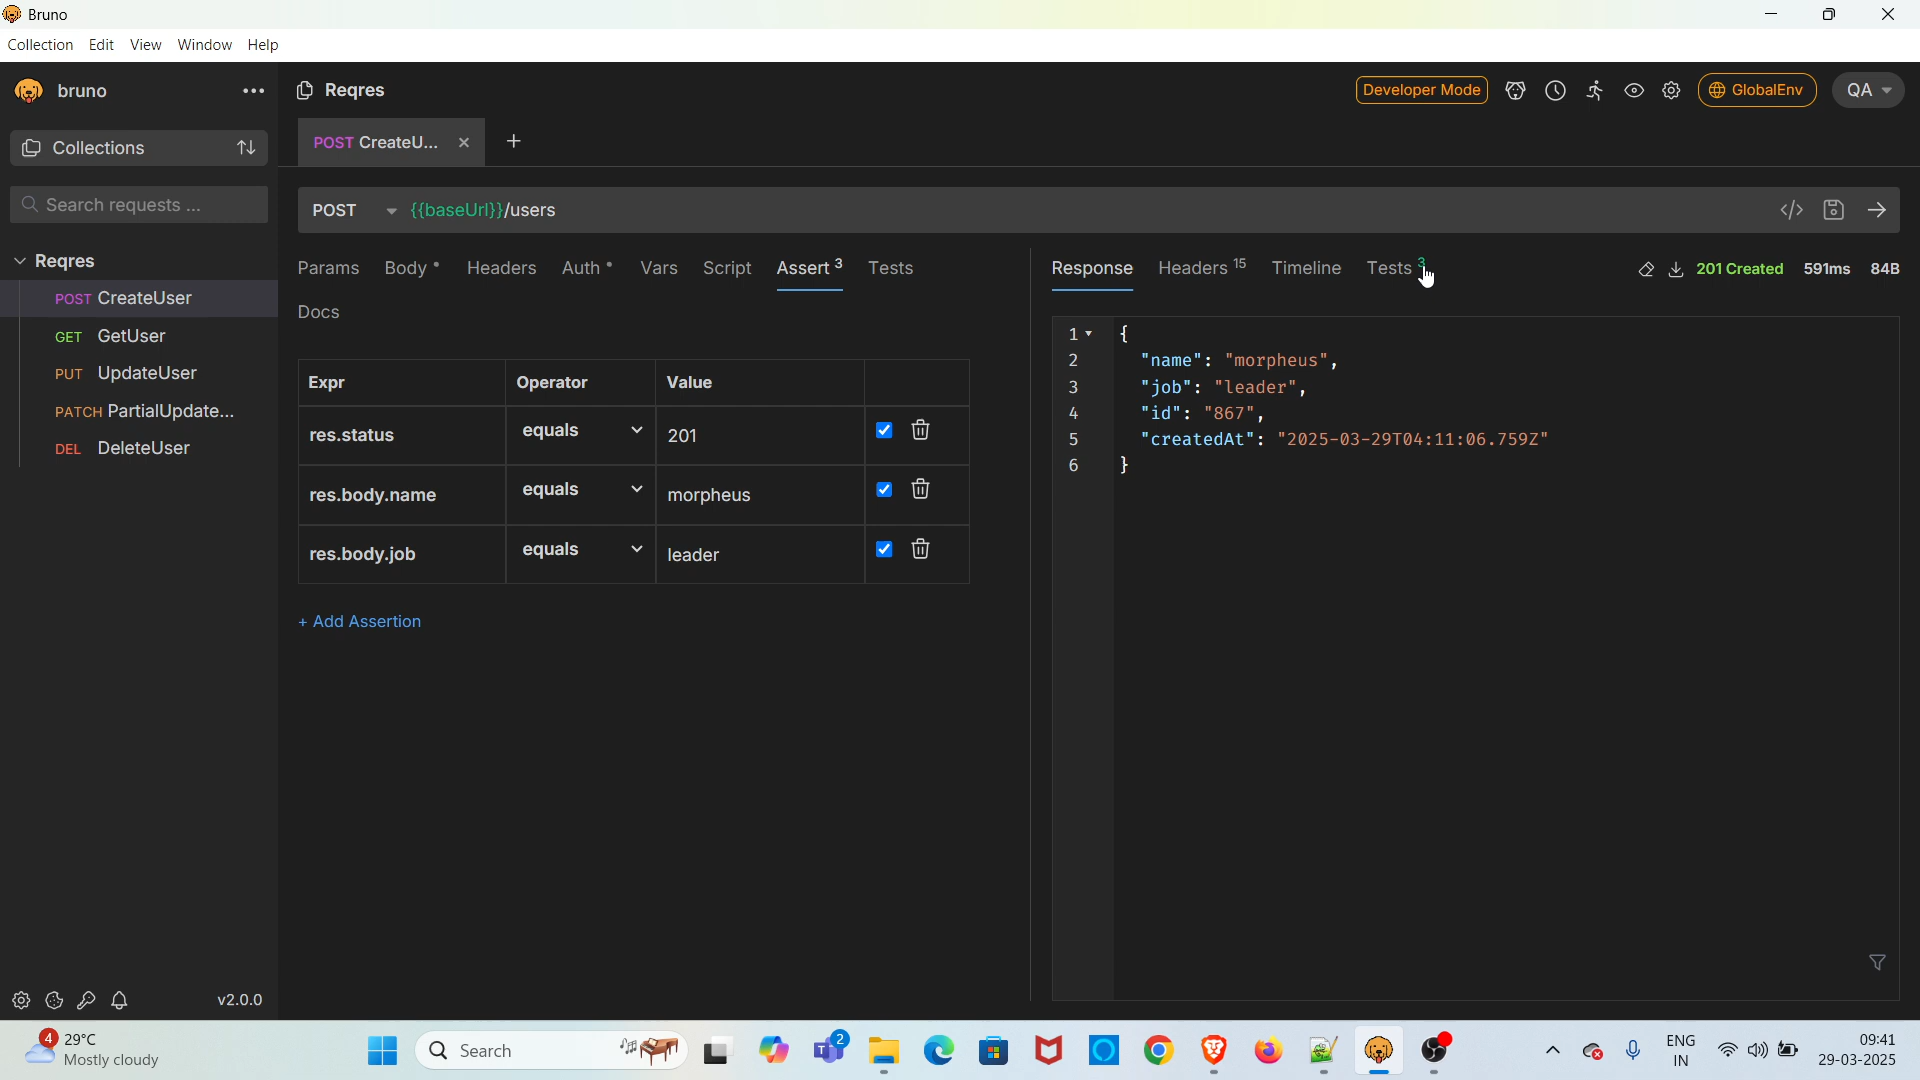 Bruno
Collection Edit View Window Help
bruno
Reqres
Developer Mode
GlobalEnv
QA
Collections
POST CreateU...
Search requests ...
POST {{baseUrl}}/users
Reqres
POST CreateUser
GET GetUser
PUT UpdateUser
PATCH PartialUpdate...
DEL DeleteUser
Params Body Headers Auth Vars Script Assert 3 Tests
Docs
Expr Operator Value
res.status equals 201
res.body.name equals morpheus
res.body.job equals leader
+ Add Assertion
Response Headers 15 Timeline Tests 3
201 Created 591ms 84B
1 {
2 "name": "morpheus",
3 "job": "leader",
4 "id": "867",
5 "createdAt": "2025-03-29T04:11:06.759Z"
6 }
v2.0.0
4
29°C
Mostly cloudy
Search
2
ENG
IN
09:41
29-03-2025